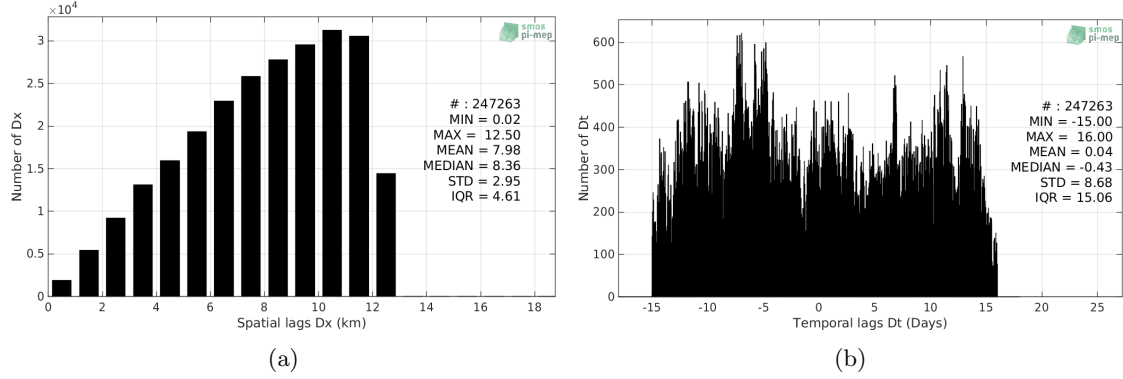 ×10⁴
3
2.5
2
1.5
1
0.5
0
Number of Dx
0 2 4 6 8 10 12 14 16 18
Spatial lags Dx (km)
smos
pi-mep
# : 247263
MIN = 0.02
MAX = 12.50
MEAN = 7.98
MEDIAN = 8.36
STD = 2.95
IQR = 4.61
(a)
600
500
400
300
200
100
0
Number of Dt
-15 -10 -5 0 5 10 15 20 25
Temporal lags Dt (Days)
smos
pi-mep
# : 247263
MIN = -15.00
MAX = 16.00
MEAN = 0.04
MEDIAN = -0.43
STD = 8.68
IQR = 15.06
(b)